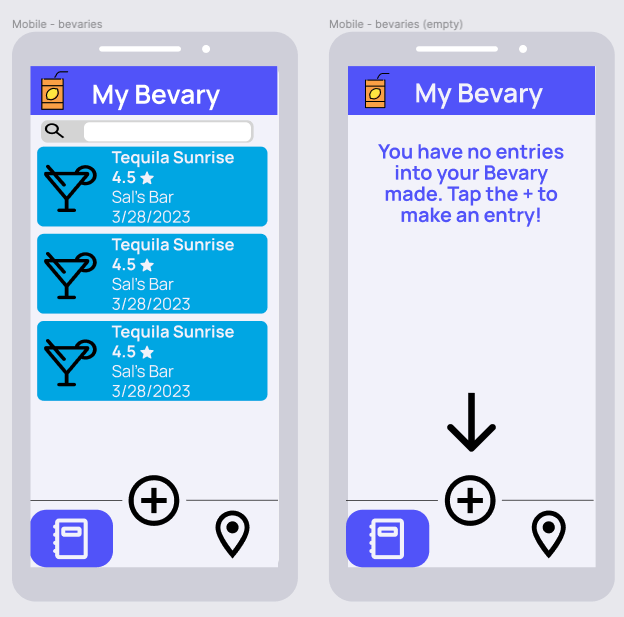 Mobile - bevaries
My Bevary
Tequila Sunrise
4.5
Sal's Bar
3/28/2023
Tequila Sunrise
4.5
Sal's Bar
3/28/2023
Tequila Sunrise
4.5
Sal's Bar
3/28/2023
Mobile - bevaries (empty)
My Bevary
You have no entries
into your Bevary
made. Tap the + to
make an entry!